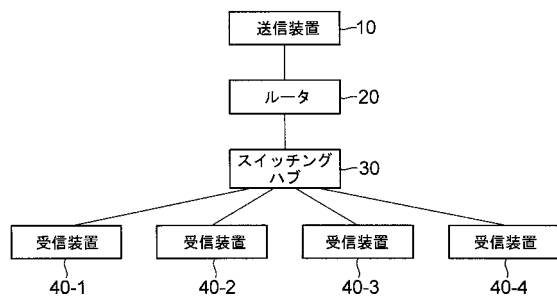 送信装置 10
ルータ 20
スイッチング
ハブ 30
受信装置 受信装置 受信装置 受信装置
40-1 40-2 40-3 40-4